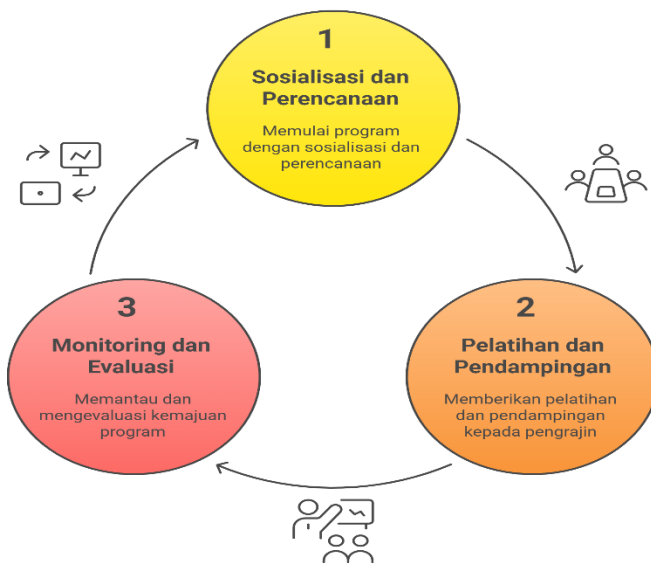 1
Sosialisasi dan
Perencanaan
Memulai program
dengan sosialisasi dan
perencanaan
2
Pelatihan dan
Pendampingan
Memberikan pelatihan
dan pendampingan
kepada pengrajin
3
Monitoring dan
Evaluasi
Memantau dan
mengevaluasi kemajuan
program